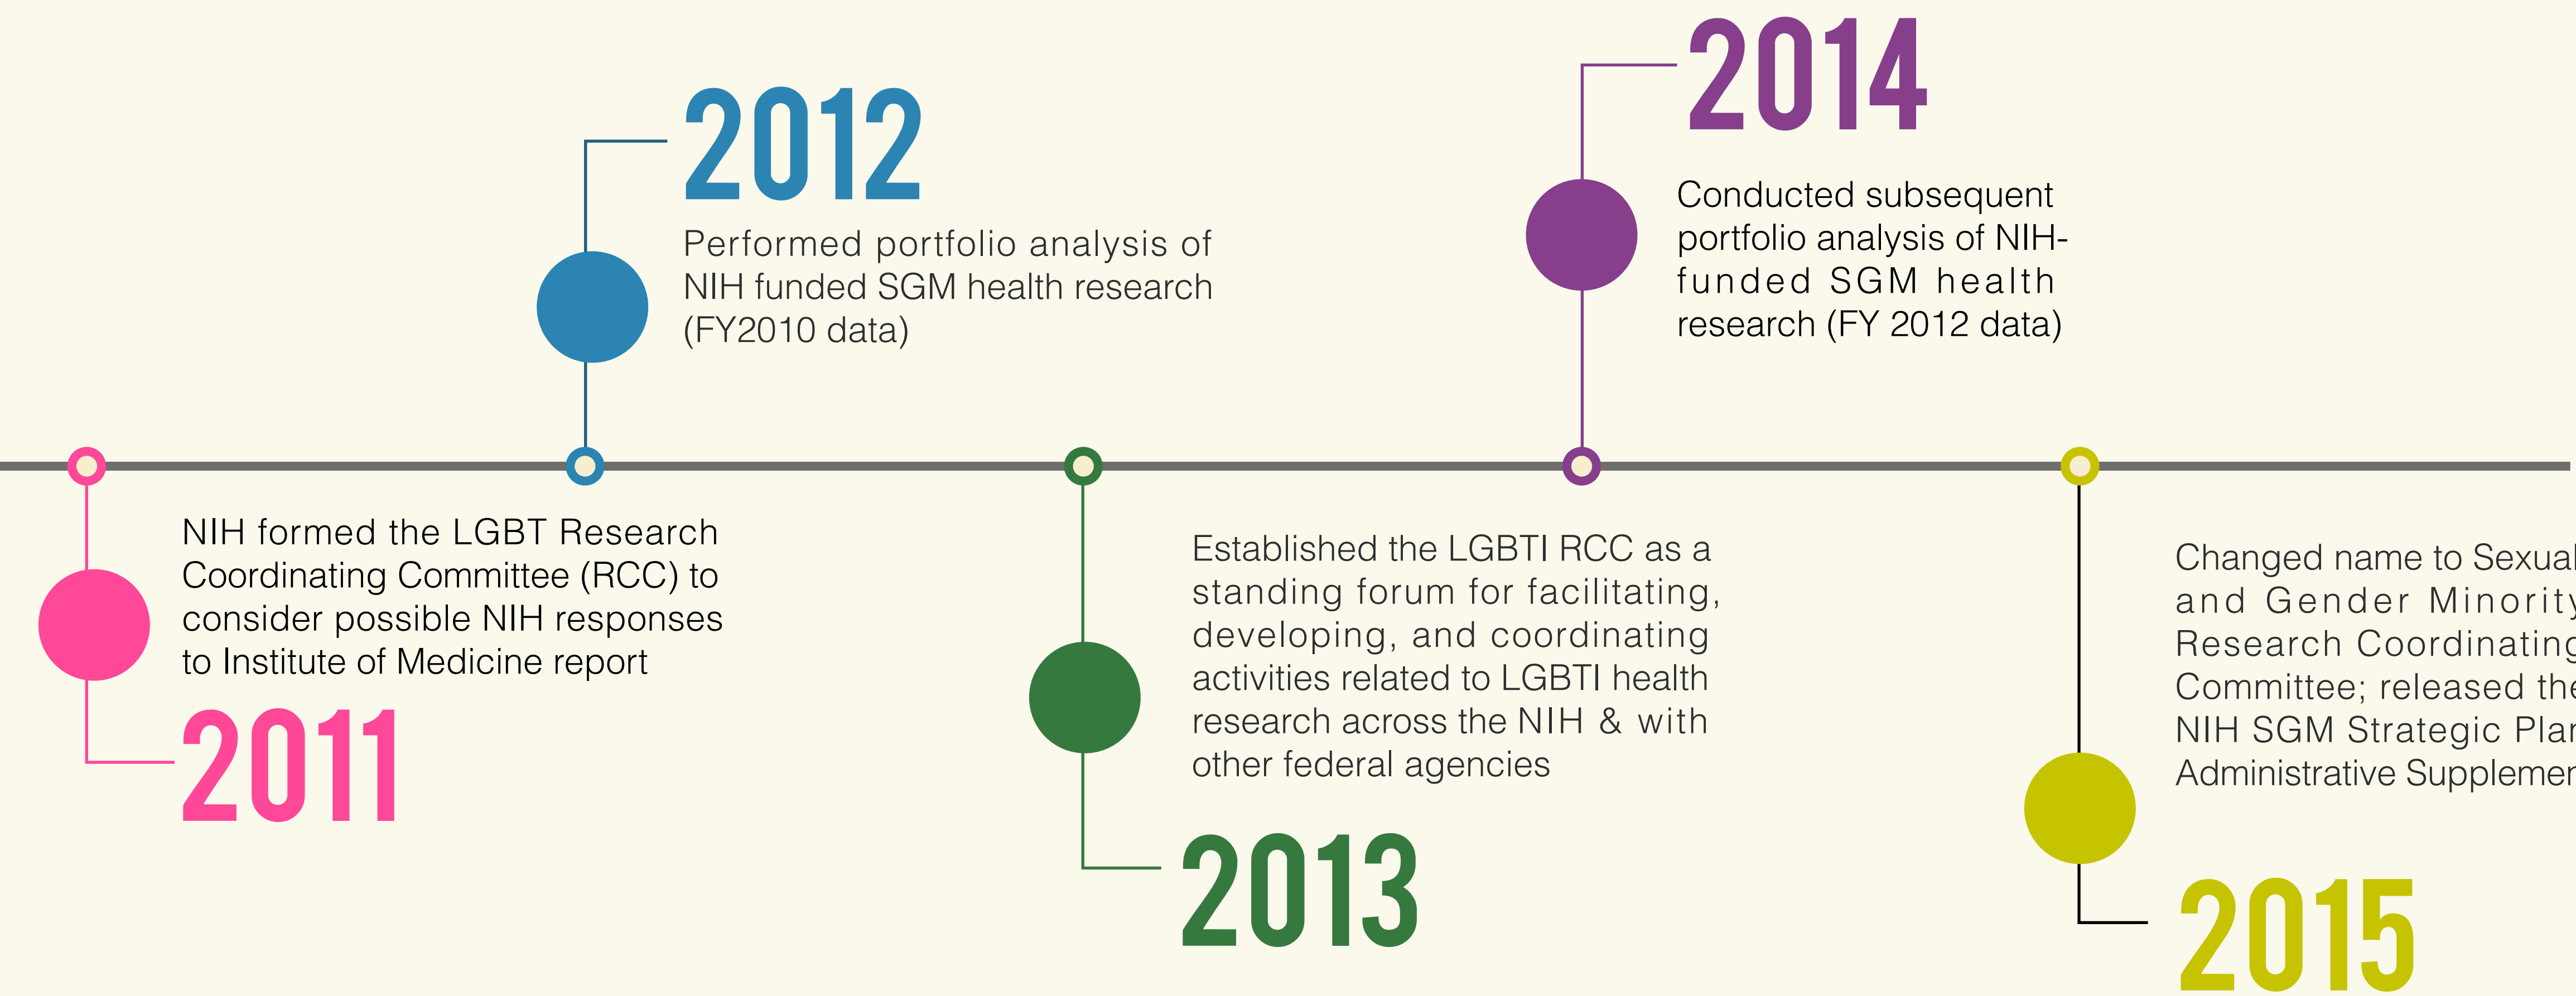 NIH formed the LGBT Research
Coordinating Committee (RCC) to
consider possible NIH responses
to Institute of Medicine report
2011
2012
Performed portfolio analysis of
NIH funded SGM health research
(FY2010 data)
Established the LGBTI RCC as a
standing forum for facilitating,
developing, and coordinating
activities related to LGBTI health
research across the NIH & with
other federal agencies
2013
2014
Conducted subsequent
portfolio analysis of NIH-
funded SGM health
research (FY 2012 data)
Changed name to Sexual
and Gender Minority
Research Coordinating
Committee; released the
NIH SGM Strategic
Administrative
2015